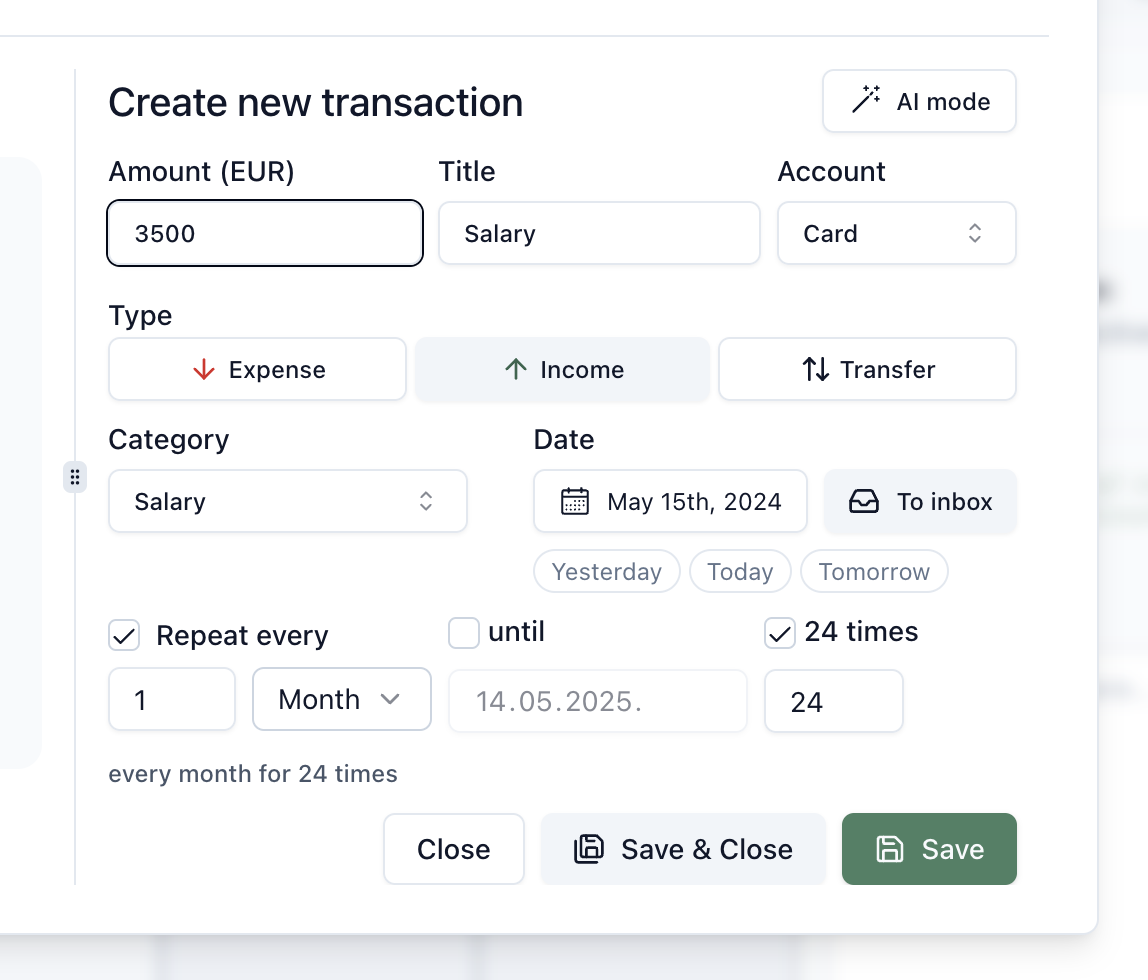 Create new transaction
AI mode
Amount (EUR)
Title
Account
3500
Salary
Card
Type
Expense
Income
Transfer
Category
Date
Salary
May 15th, 2024
To inbox
Yesterday
Today
Tomorrow
Repeat every
until
24 times
1
Month
14.05.2025.
24
every month for 24 times
Close
Save & Close
Save